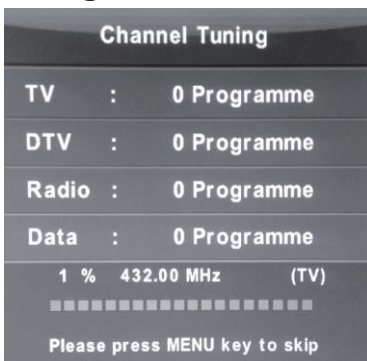 Channel Tuning
TV : 0 Programme
DTV : 0 Programme
Radio : 0 Programme
Data : 0 Programme
1 % 432.00 MHz (TV)
Please press MENU key to skip